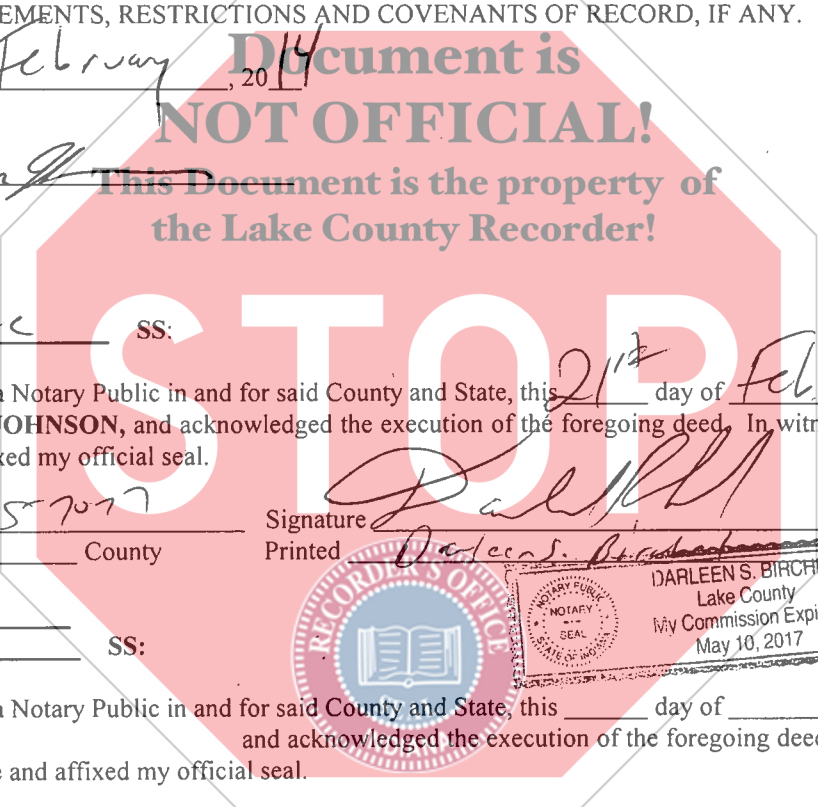 EMENTS, RESTRICTIONS AND COVENANTS OF RECORD, IF ANY.
February, 2014
Document is
NOT OFFICIAL!
This Document is the property of
the Lake County Recorder!
SS:
STOP
a Notary Public in and for said County and State, this 21st day of Feb
JOHNSON, and acknowledged the execution of the foregoing deed. In witn
xed my official seal.
Signature
County Printed Darleen S.
RECORDER'S OFFICE
NOTARY PUBLIC
NOTARY
SEAL
STATE OF INDIANA
DARLEEN S. BIRCH
Lake County
My Commission Expi
May 10, 2017
SS:
SEAL
a Notary Public in and for said County and State, this day of
and acknowledged the execution of the foregoing deed
e and affixed my official seal.